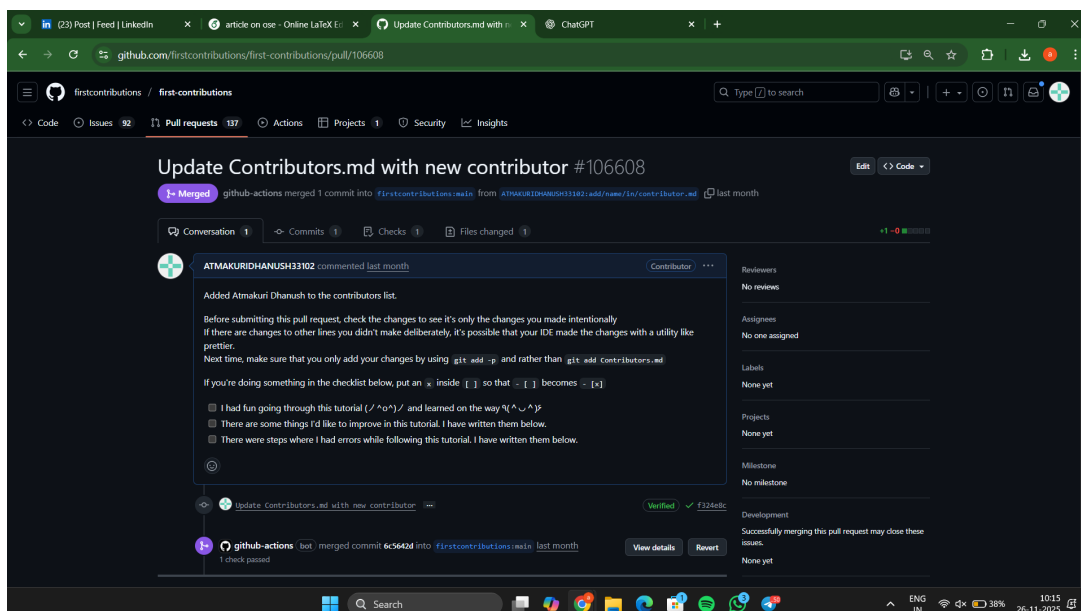 (23) Post | Feed | LinkedIn
article on ose - Online LaTeX Ed
Update Contributors.md with n
ChatGPT
github.com/firstcontributions/first-contributions/pull/106608
firstcontributions / first-contributions
Type / to search
Code
Issues 92
Pull requests 137
Actions
Projects 1
Security
Insights
Update Contributors.md with new contributor #106608
Edit
Code
Merged
github-actions merged 1 commit into firstcontributions:main from ATMAKURIDHANUSH33102:add/name/in/contributor.md last month
Conversation 1
Commits 1
Checks 1
Files changed 1
+1 −0
ATMAKURIDHANUSH33102 commented last month
Contributor
Added Atmakuri Dhanush to the contributors list.
Before submitting this pull request, check the changes to see it's only the changes you made intentionally
If there are changes to other lines you didn't make deliberately, it's possible that your IDE made the changes with a utility like
prettier.
Next time, make sure that you only add your changes by using git add -p and rather than git add Contributors.md
If you're doing something in the checklist below, put an x inside [ ] so that - [ ] becomes - [x]
I had fun going through this tutorial (ノ^o^)ノ and learned on the way ٩(^ᴗ^)۶
There are some things I'd like to improve in this tutorial. I have written them below.
There were steps where I had errors while following this tutorial. I have written them below.
Update Contributors.md with new contributor
Verified
f324e8c
github-actions bot merged commit 6c5642d into firstcontributions:main last month
1 check passed
View details
Revert
Reviewers
No reviews
Assignees
No one assigned
Labels
None yet
Projects
None yet
Milestone
No milestone
Development
Successfully merging this pull request may close these
issues.
None yet
Search
ENG
IN
38%
10:15
26-11-2025